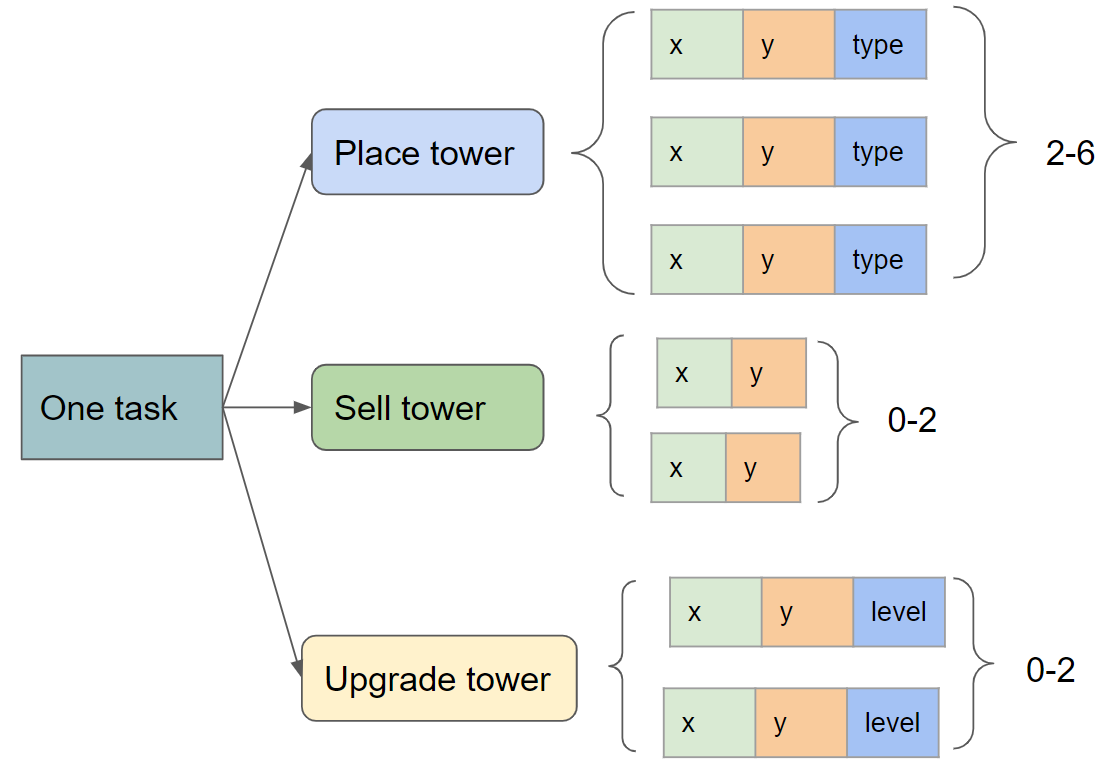 x y type
Place tower
x y type
2-6
x y type
One task
Sell tower
x y
0-2
x y
Upgrade tower
x y level
0-2
x y level